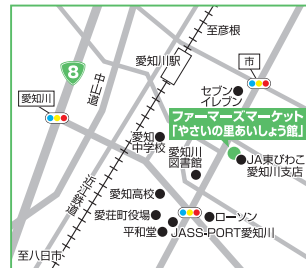 至彦根
愛知川駅
市
8
中山道
セブン
イレブン
愛知川
ファーマーズマーケット
「やさいの里あいしょう館」
愛知
中学校
愛知川
図書館
JA東びわこ
愛知川支店
近江鉄道
愛知高校
愛荘町役場
ローソン
平和堂
JASS-PORT愛知川
至八日市